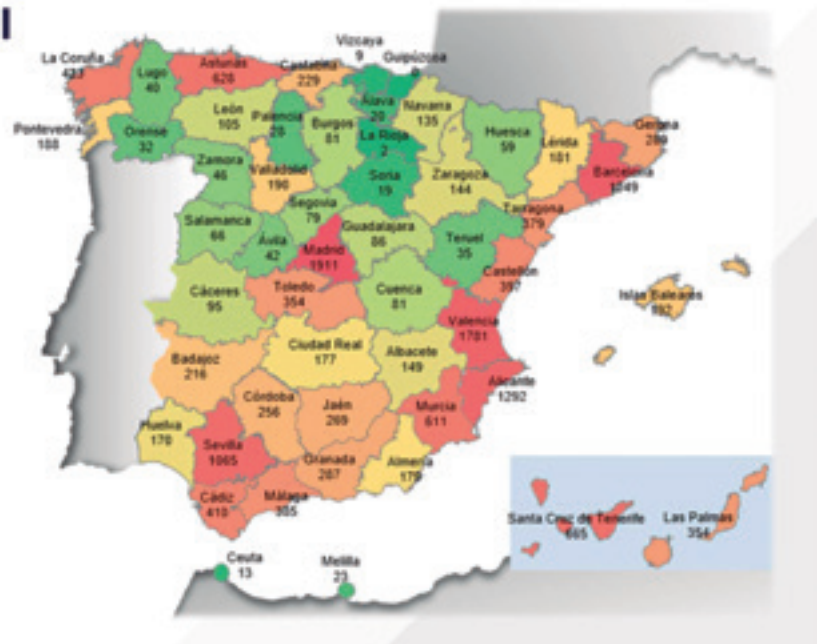 Vizcaya
9
Guipúzcoa
La Coruña
Lugo
40
Asturias
628
Cantabria
229
Álava
20
Navarra
135
León
105
Palencia
28
Burgos
81
La Rioja
2
Huesca
59
Lérida
181
Gerona
Barcelona
Pontevedra
188
Orense
32
Zamora
46
Valladolid
190
Soria
19
Zaragoza
144
Tarragona
379
Segovia
79
Salamanca
66
Ávila
42
Madrid
1911
Guadalajara
86
Teruel
35
Castellón
397
Cáceres
95
Toledo
354
Cuenca
81
Islas Baleares
Valencia
1781
Badajoz
216
Ciudad Real
177
Albacete
149
Alicante
1292
Córdoba
256
Jaén
269
Murcia
611
Huelva
170
Sevilla
1065
Granada
287
Almería
179
Cádiz
410
Málaga
385
Santa Cruz de Tenerife
665
Las Palmas
354
Ceuta
13
Melilla
23